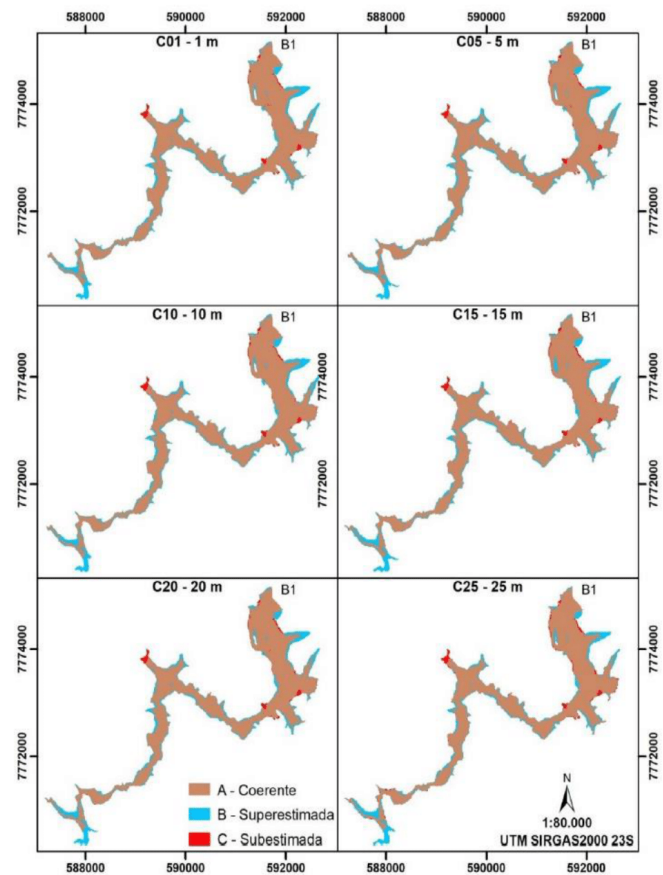 588000 590000 592000 588000 590000 592000
C01 - 1 m B1 C05 - 5 m B1
7774000 7774000
7772000 7772000
C10 - 10 m B1 C15 - 15 m B1
7774000 7774000 7774000
7772000 7772000 7772000
C20 - 20 m B1 C25 - 25 m B1
7774000 7774000
7772000 7772000
A - Coerente
B - Superestimada
C - Subestimada
N
1:80.000
UTM SIRGAS2000 23S
588000 590000 592000 588000 590000 592000